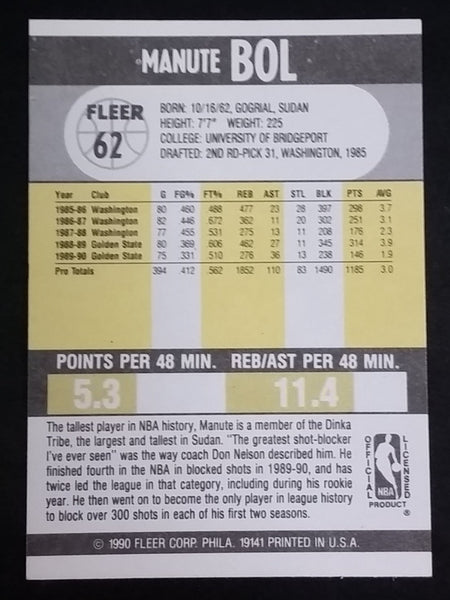 MANUTE BOL
FLEER
62
BORN: 10/16/62, GOGRIAL, SUDAN
HEIGHT: 7'7" WEIGHT: 225
COLLEGE: UNIVERSITY OF BRIDGEPORT
DRAFTED: 2ND RD-PICK 31, WASHINGTON, 1985
Year Club G FG% FT% REB AST STL BLK PTS AVG
1985-86 Washington 80 .460 .488 477 23 28 397 298 3.7
1986-87 Washington 82 .446 .672 362 11 20 302 251 3.1
1987-88 Washington 77 .455 .531 275 13 11 208 176 2.3
1988-89 Golden State 80 .369 .606 462 27 11 345 314 3.9
1989-90 Golden State 75 .331 .510 276 36 13 238 146 1.9
Pro Totals 394 .412 .562 1852 110 83 1490 1185 3.0
POINTS PER 48 MIN. REB/AST PER 48 MIN.
5.3 11.4
The tallest player in NBA history, Manute is a member of the Dinka
Tribe, the largest and tallest in Sudan. "The greatest shot-blocker
I've ever seen" was the way coach Don Nelson described him. He
finished fourth in the NBA in blocked shots in 1989-90, and has
twice led the league in that category, including during his rookie
year. He then went on to become the only player in league history
to block over 300 shots in each of his first two seasons.
OFFICIAL LICENSED
NBA
PRODUCT ®
© 1990 FLEER CORP. PHILA. 19141 PRINTED IN U.S.A.